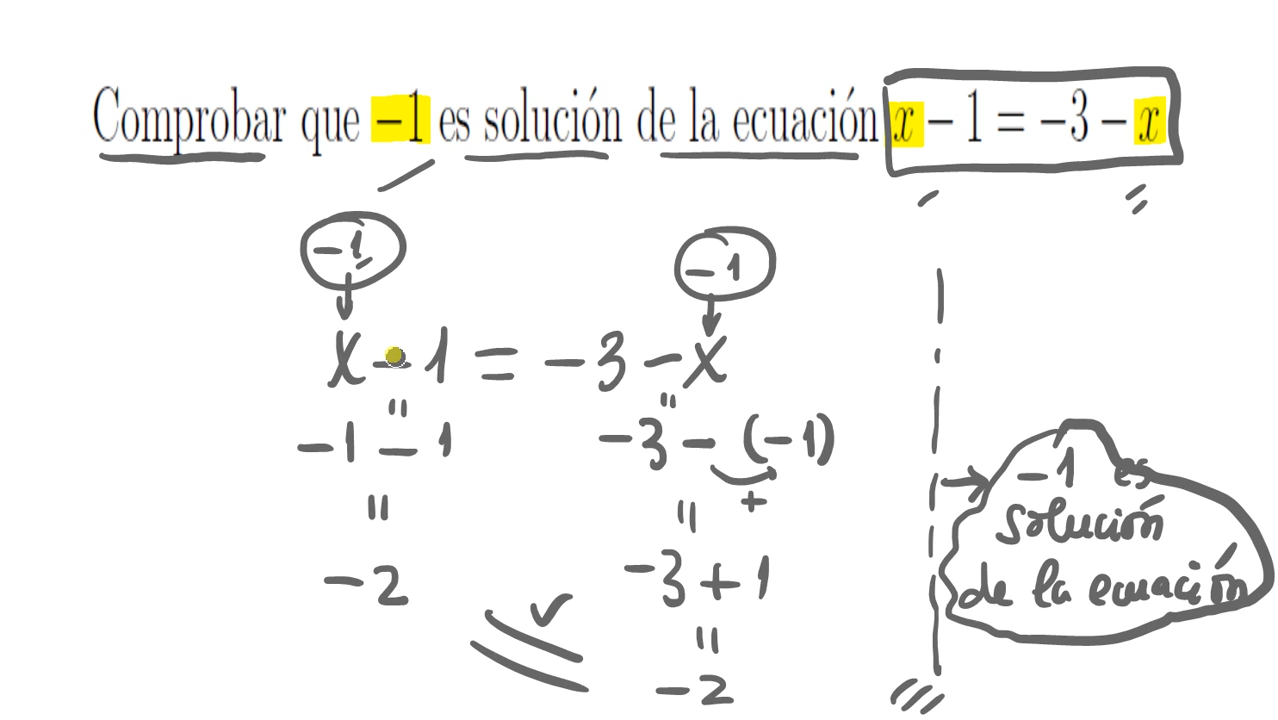 Comprobar que −1 es solución de la ecuación x − 1 = −3 − x
−1 −1
x − 1 = −3 − x
= =
−1 − 1 −3 − (−1)
= = +
−2 −3 + 1
=
✓ −2
−1 es
solución
de la ecuación